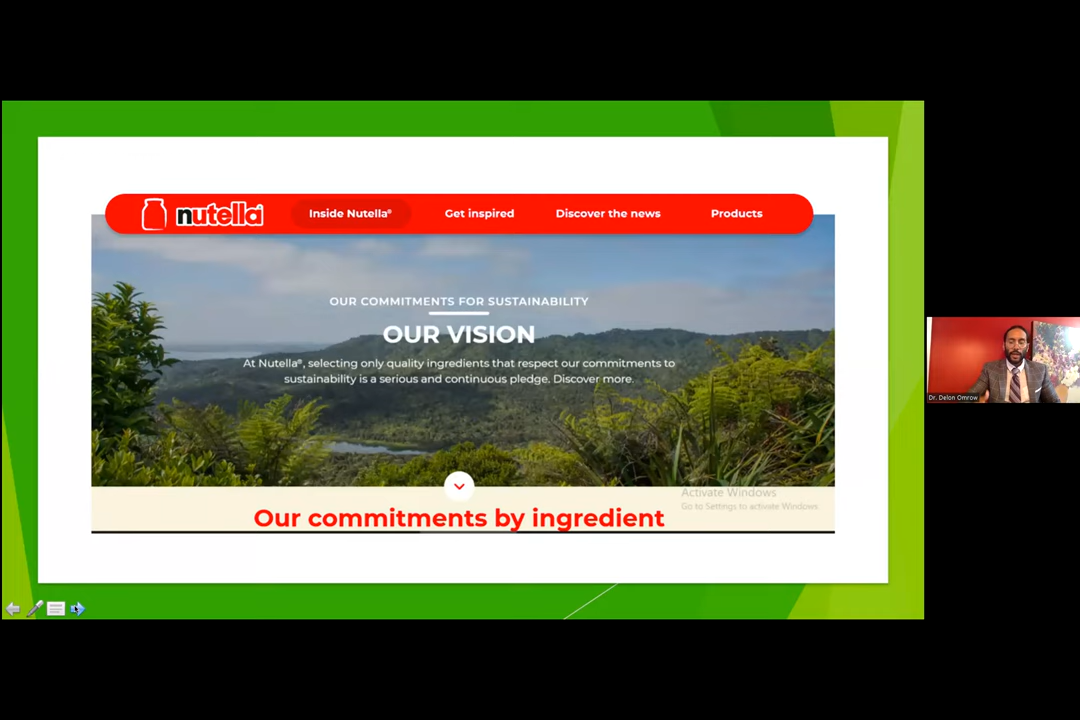 nutella
Inside Nutella®
Get inspired
Discover the news
Products
OUR COMMITMENTS FOR SUSTAINABILITY
OUR VISION
At Nutella®, selecting only quality ingredients that respect our commitments to
sustainability is a serious and continuous pledge. Discover more.
Activate Windows
Go to Settings to activate Windows.
Our commitments by ingredient
Dr. Delon Omrow